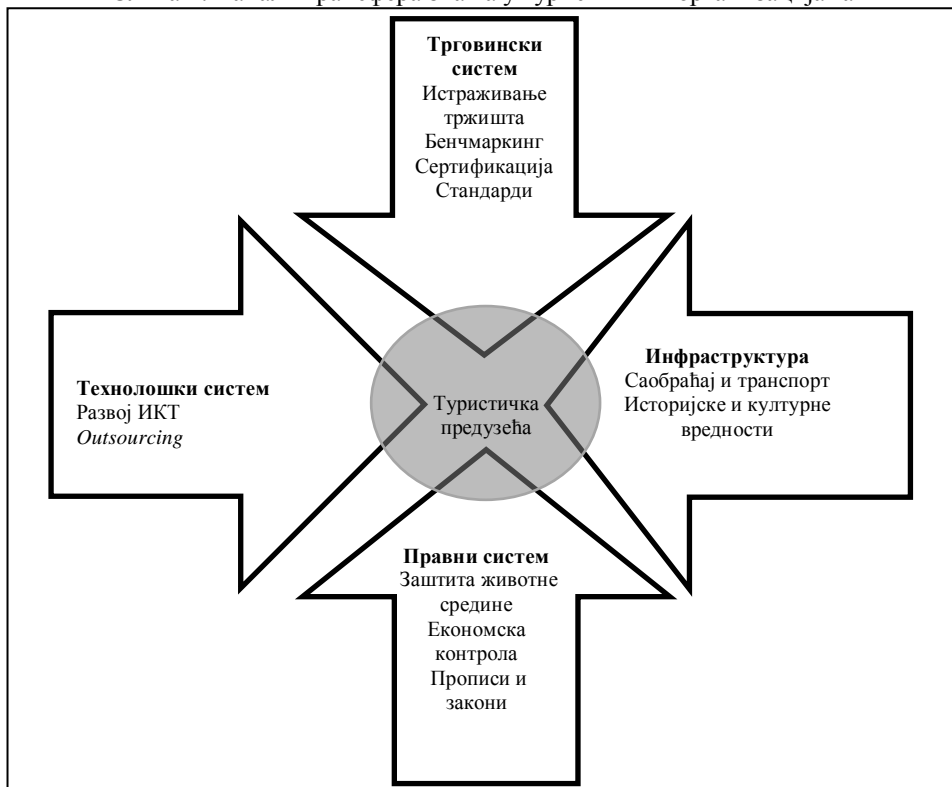 Трговински
систем
Истраживање
тржишта
Бенчмаркинг
Сертификација
Стандарди
Технолошки систем
Развој ИКТ
Outsourcing
Туристичка
предузећа
Инфраструктура
Саобраћај и транспорт
Историјске и културне
вредности
Правни систем
Заштита животне
средине
Економска
контрола
Прописи и
закони